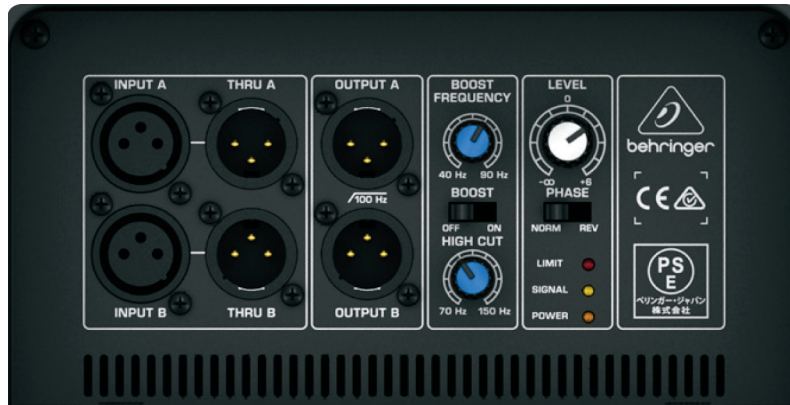 INPUT A
THRU A
OUTPUT A
BOOST
FREQUENCY
LEVEL
0
behringer
40 Hz
90 Hz
-∞
+6
/100 Hz
BOOST
PHASE
OFF
ON
NORM
REV
CE
HIGH CUT
LIMIT
SIGNAL
POWER
70 Hz
150 Hz
PS
E
ベリンガー・ジャパン
株式会社
INPUT B
THRU B
OUTPUT B